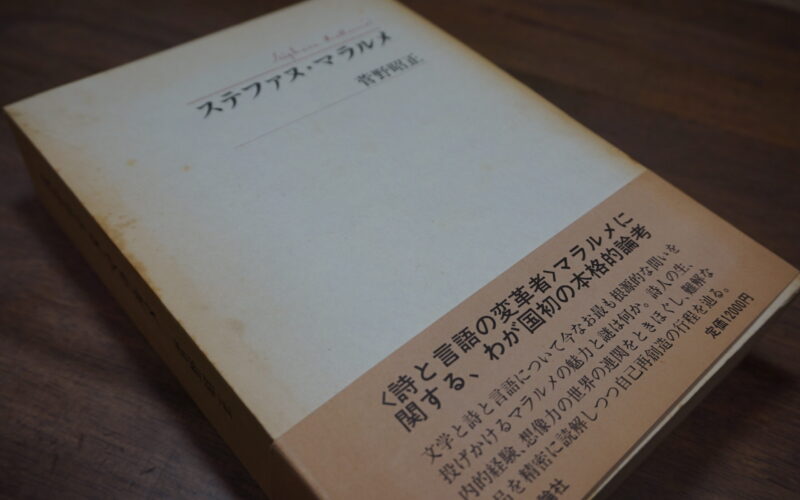 ステファヌ・マラルメ
菅野昭正
〈詩と言語の変革者〉マラルメに
関する、わが国初の本格的論考
文学と詩と言語について今なお最も根源的な問いを
投げかけるマラルメの魅力と謎は何か。詩人の生、
内的経験、想像力の世界の連関をときほぐし、難解な
品を精密に読解しつつ自己再創造の行程を辿る。
定価12000円
論社